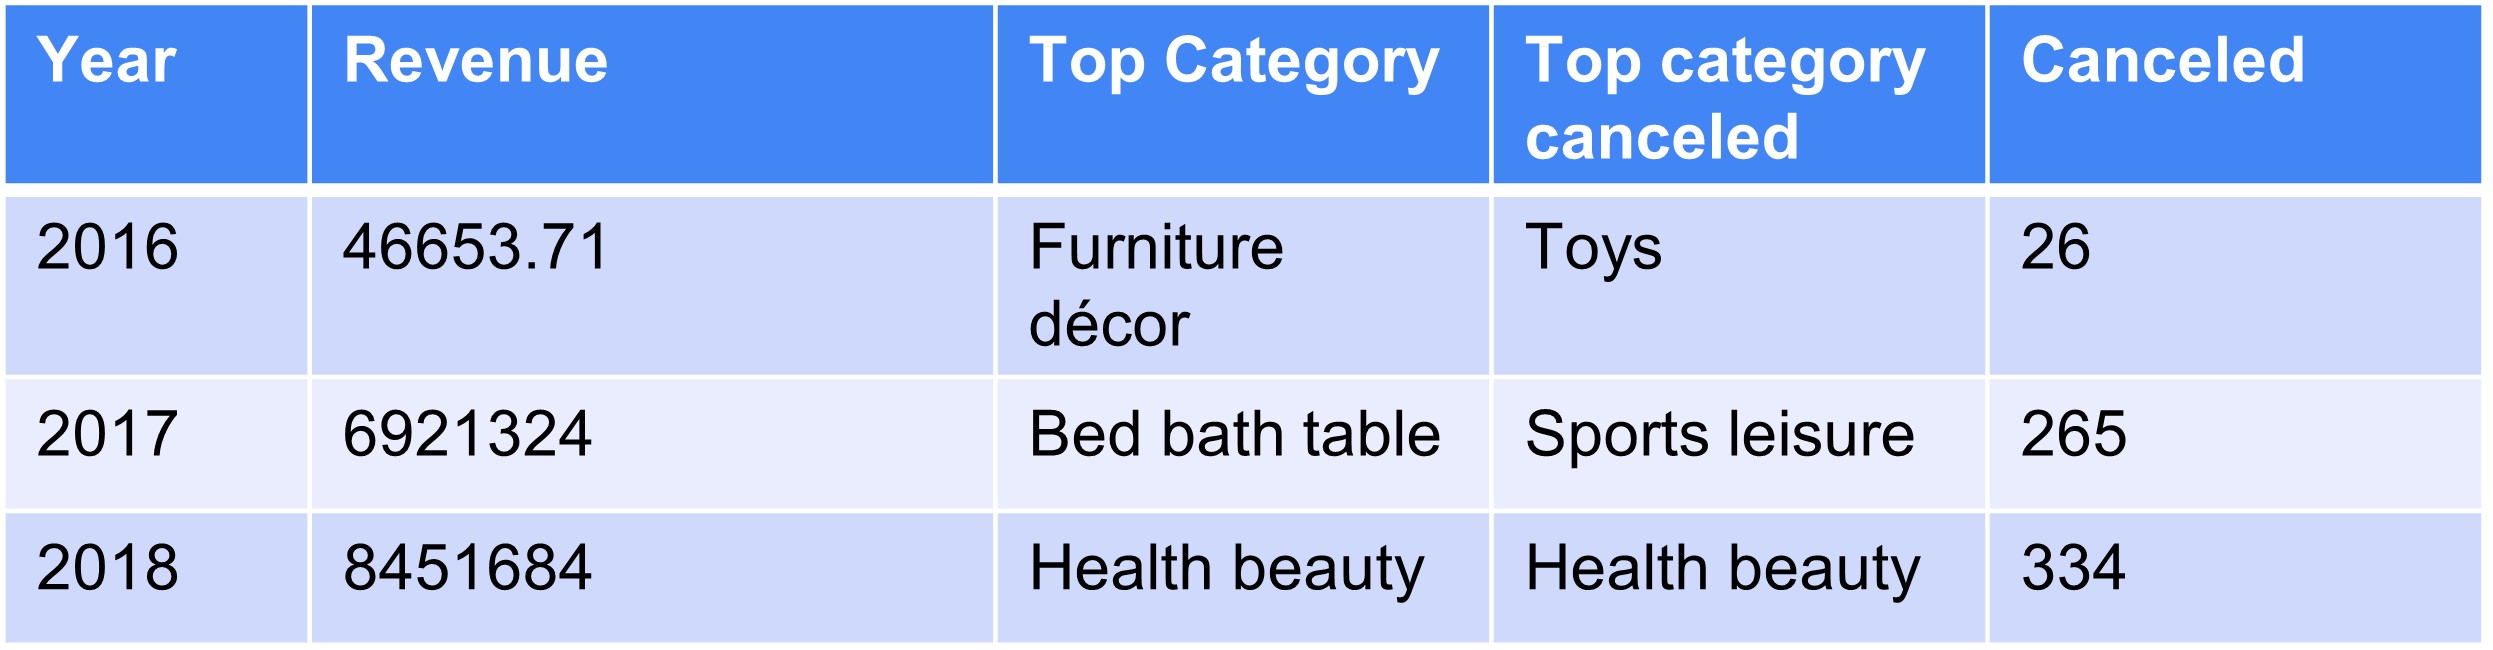 Year Revenue Top Category Top category Canceled
canceled
2016 46653.71 Furniture Toys 26
décor
2017 6921324 Bed bath table Sports leisure 265
2018 8451684 Health beauty Health beauty 334